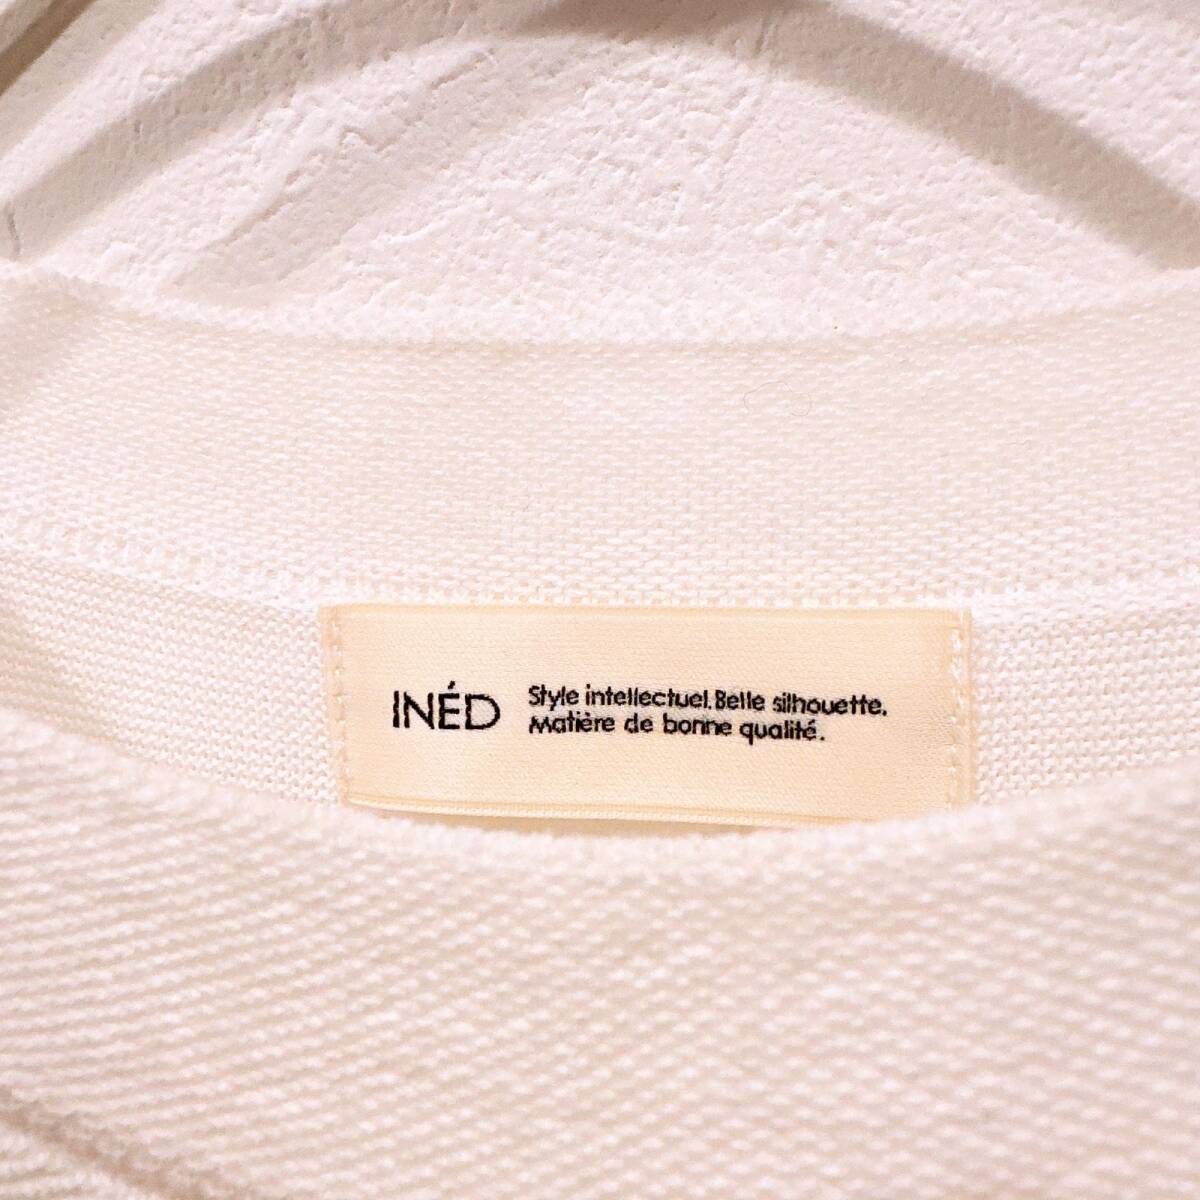 INÉD
Style intellectuel. Belle silhouette.
Matière de bonne qualité.